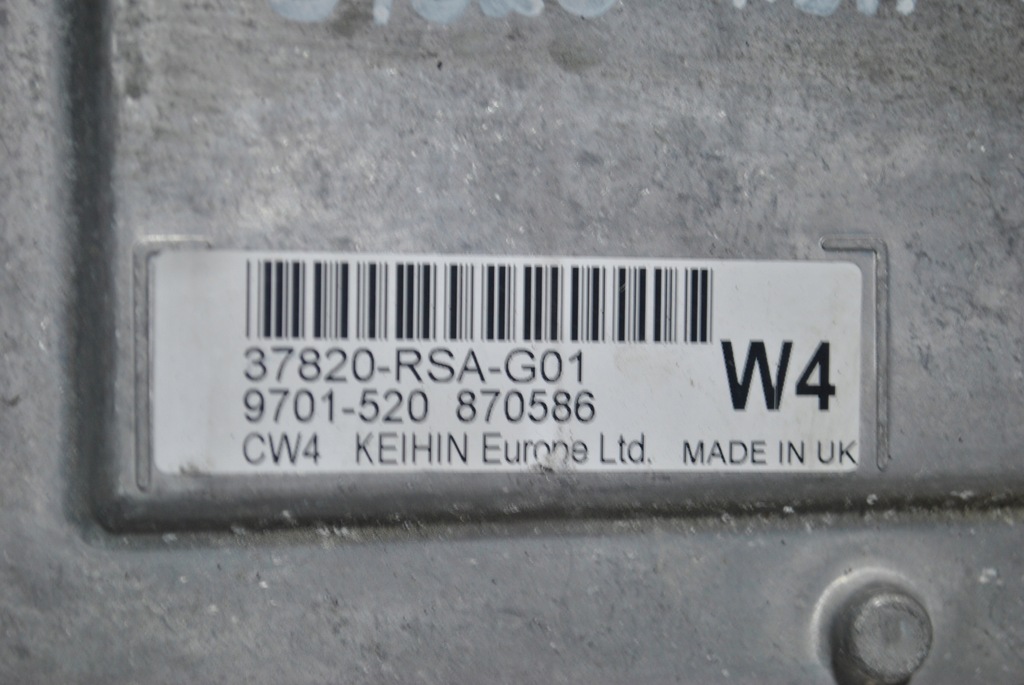 37820-RSA-G01
9701-520 870586
W4
CW4 KEIHIN Europe Ltd. MADE IN UK